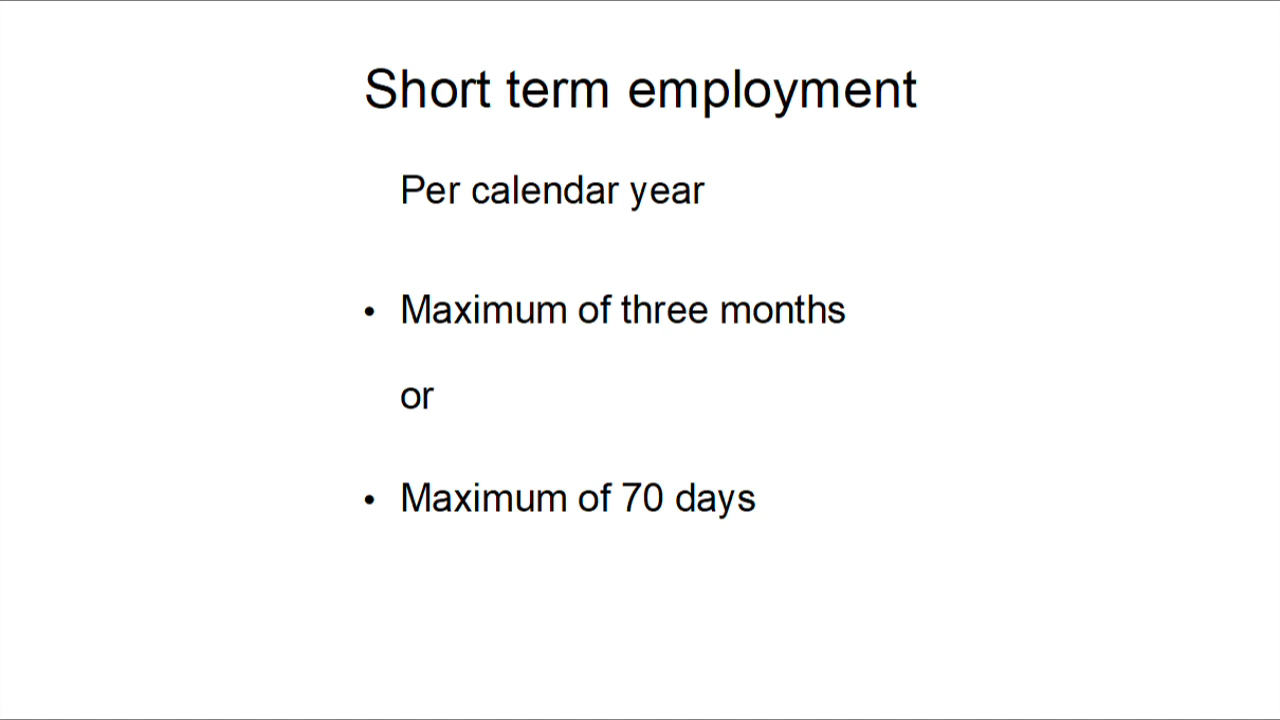 Short term employment
Per calendar year
• Maximum of three months
or
• Maximum of 70 days